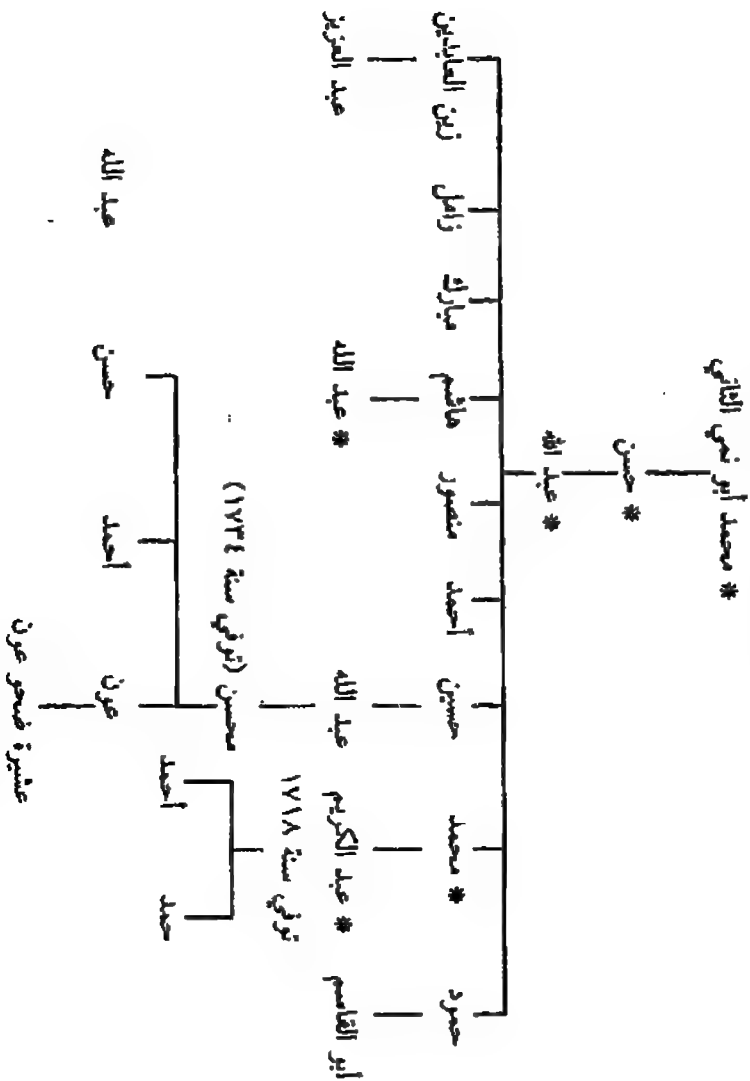 * محمد أبو نمي الثاني
* حسن
* عبد الله
حمود
* محمد
حسين
أحمد
منصور
هاشم
مبارك
زامل
زين العابدين
أبو القاسم
* عبد الكريم
عبد الله
* عبد الله
عبد العزيز
توفي سنة ١٧١٨
محسن (توفي سنة ١٧٣٤)
حمد
أحمد
عون
أحمد
حسن
عبد الله
عشيرة ضحو عون